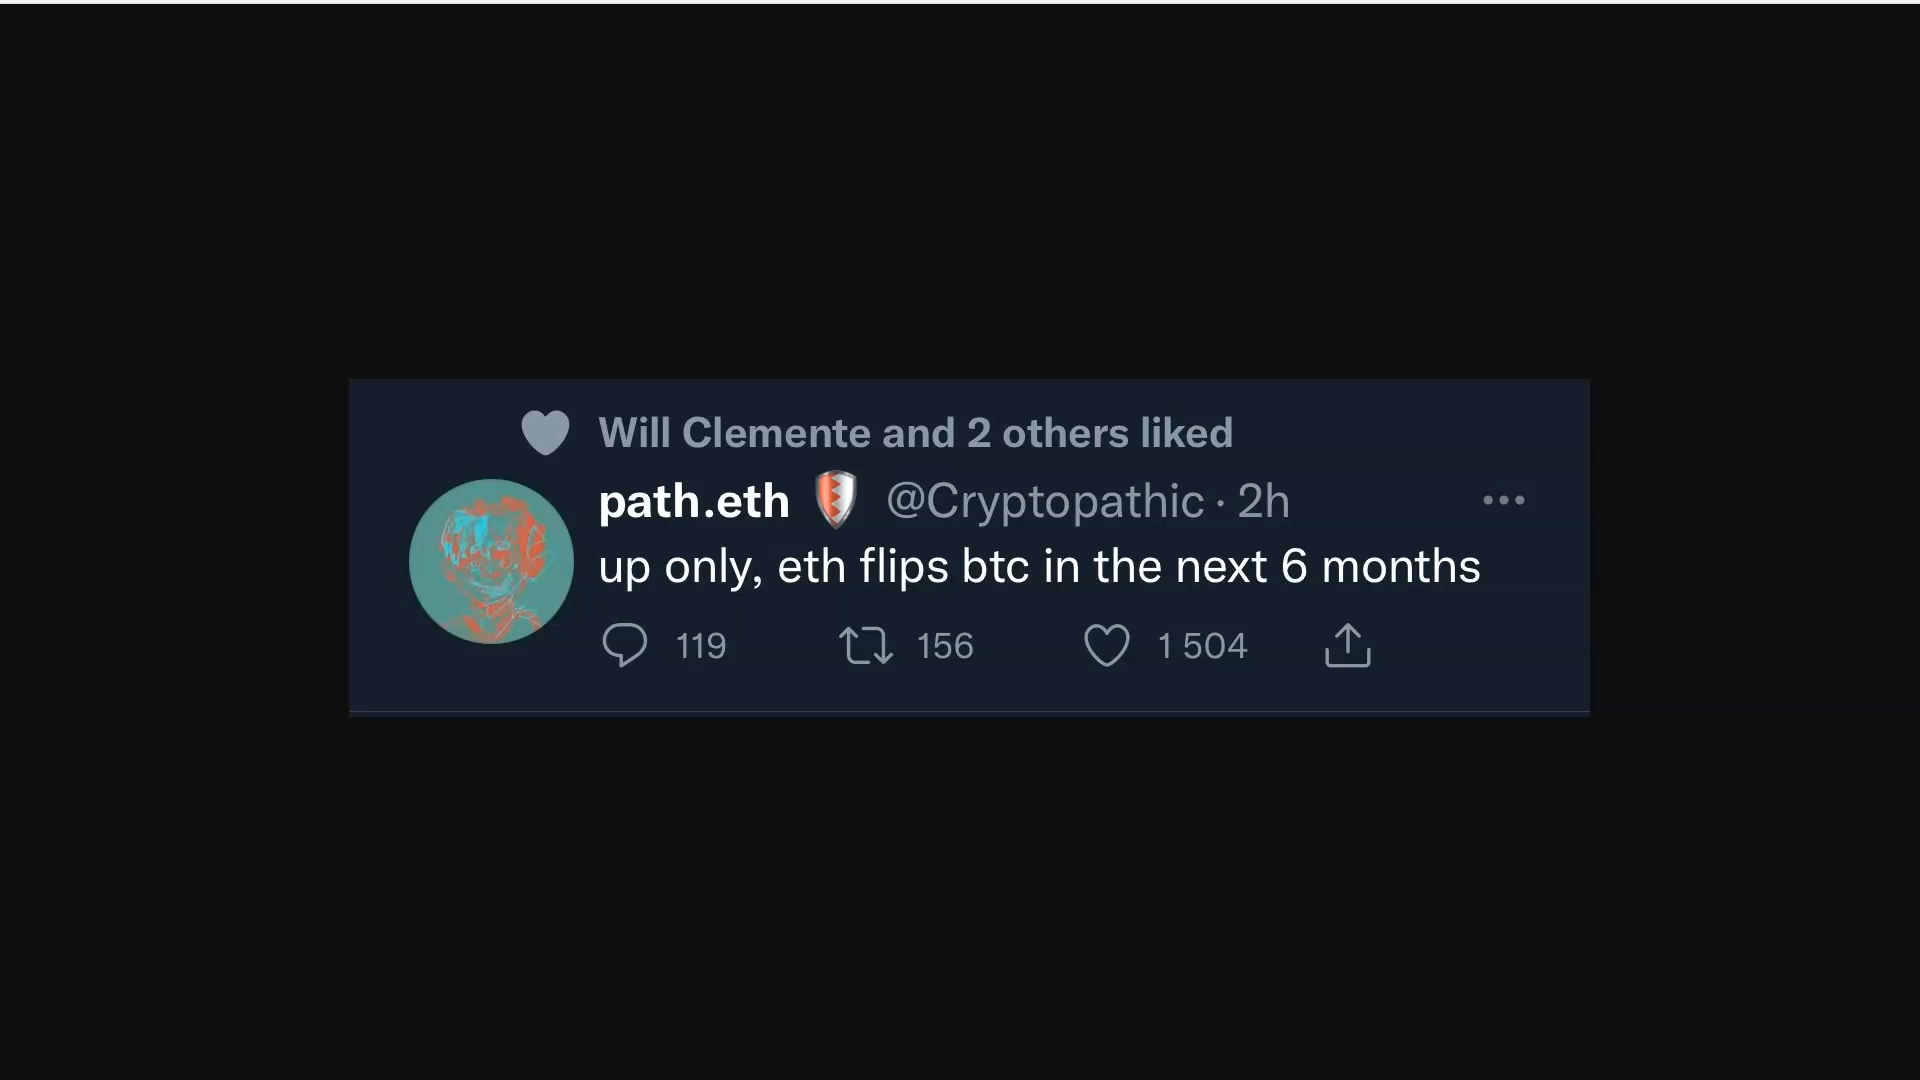 Will Clemente and 2 others liked
path.eth 🛡️ @Cryptopathic · 2h
up only, eth flips btc in the next 6 months
119 156 1 504